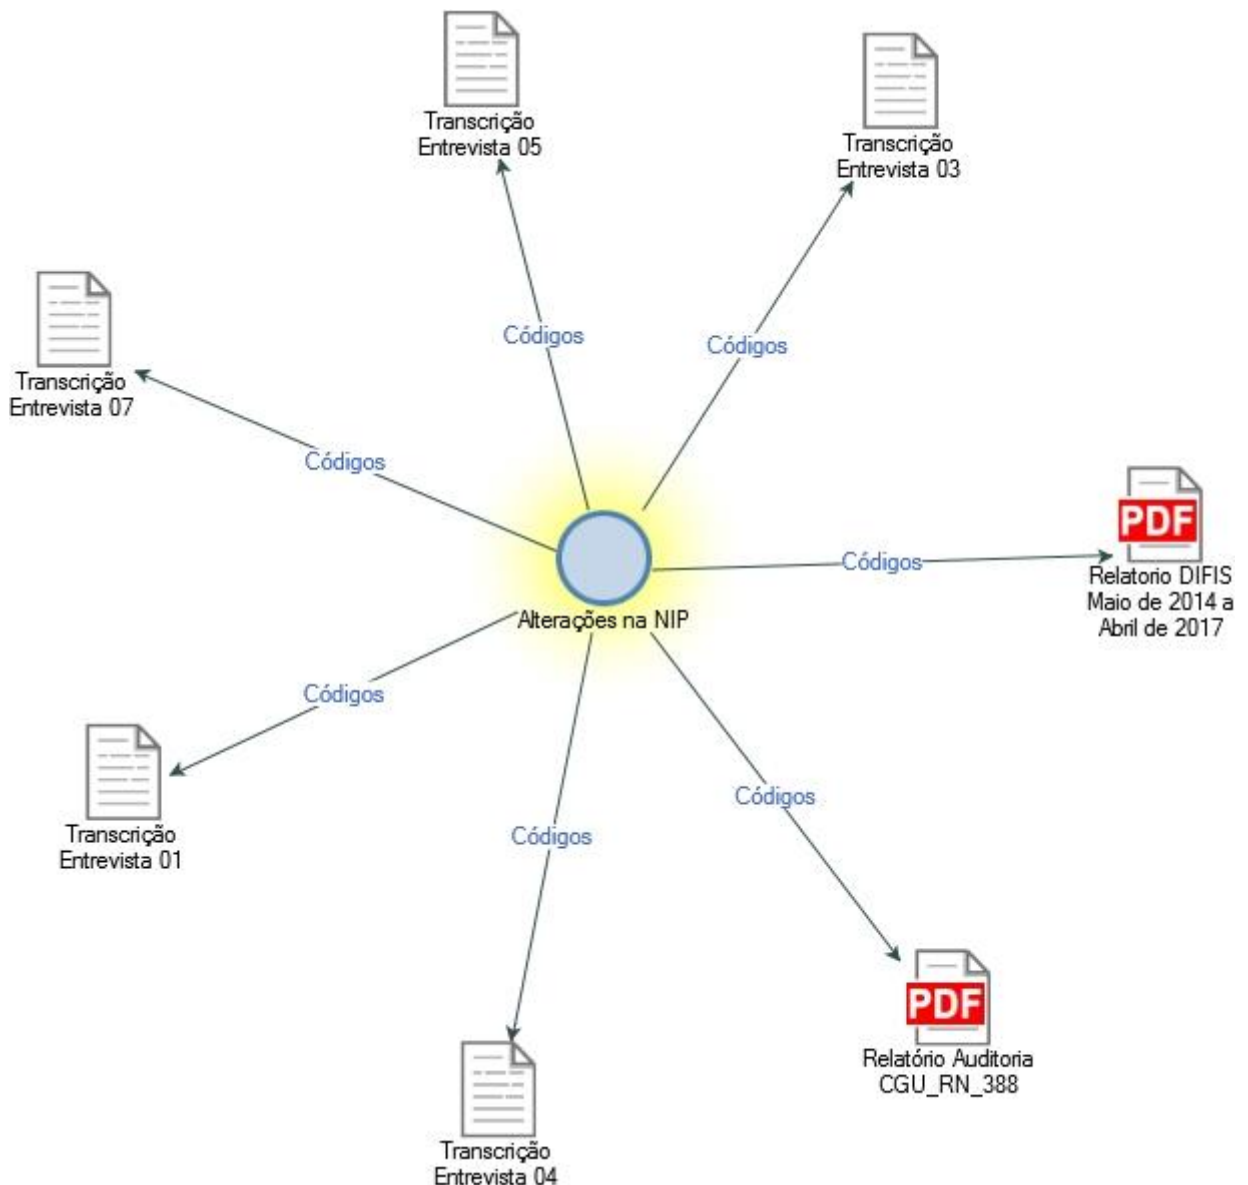 Transcrição
Entrevista 05
Transcrição
Entrevista 03
Códigos
Códigos
Transcrição
Entrevista 07
Códigos
PDF
Relatorio DIFIS
Maio de 2014 a
Abril de 2017
Códigos
Alterações na NIP
Códigos
Transcrição
Entrevista 01
Códigos
Códigos
PDF
Relatório Auditoria
CGU_RN_388
Transcrição
Entrevista 04